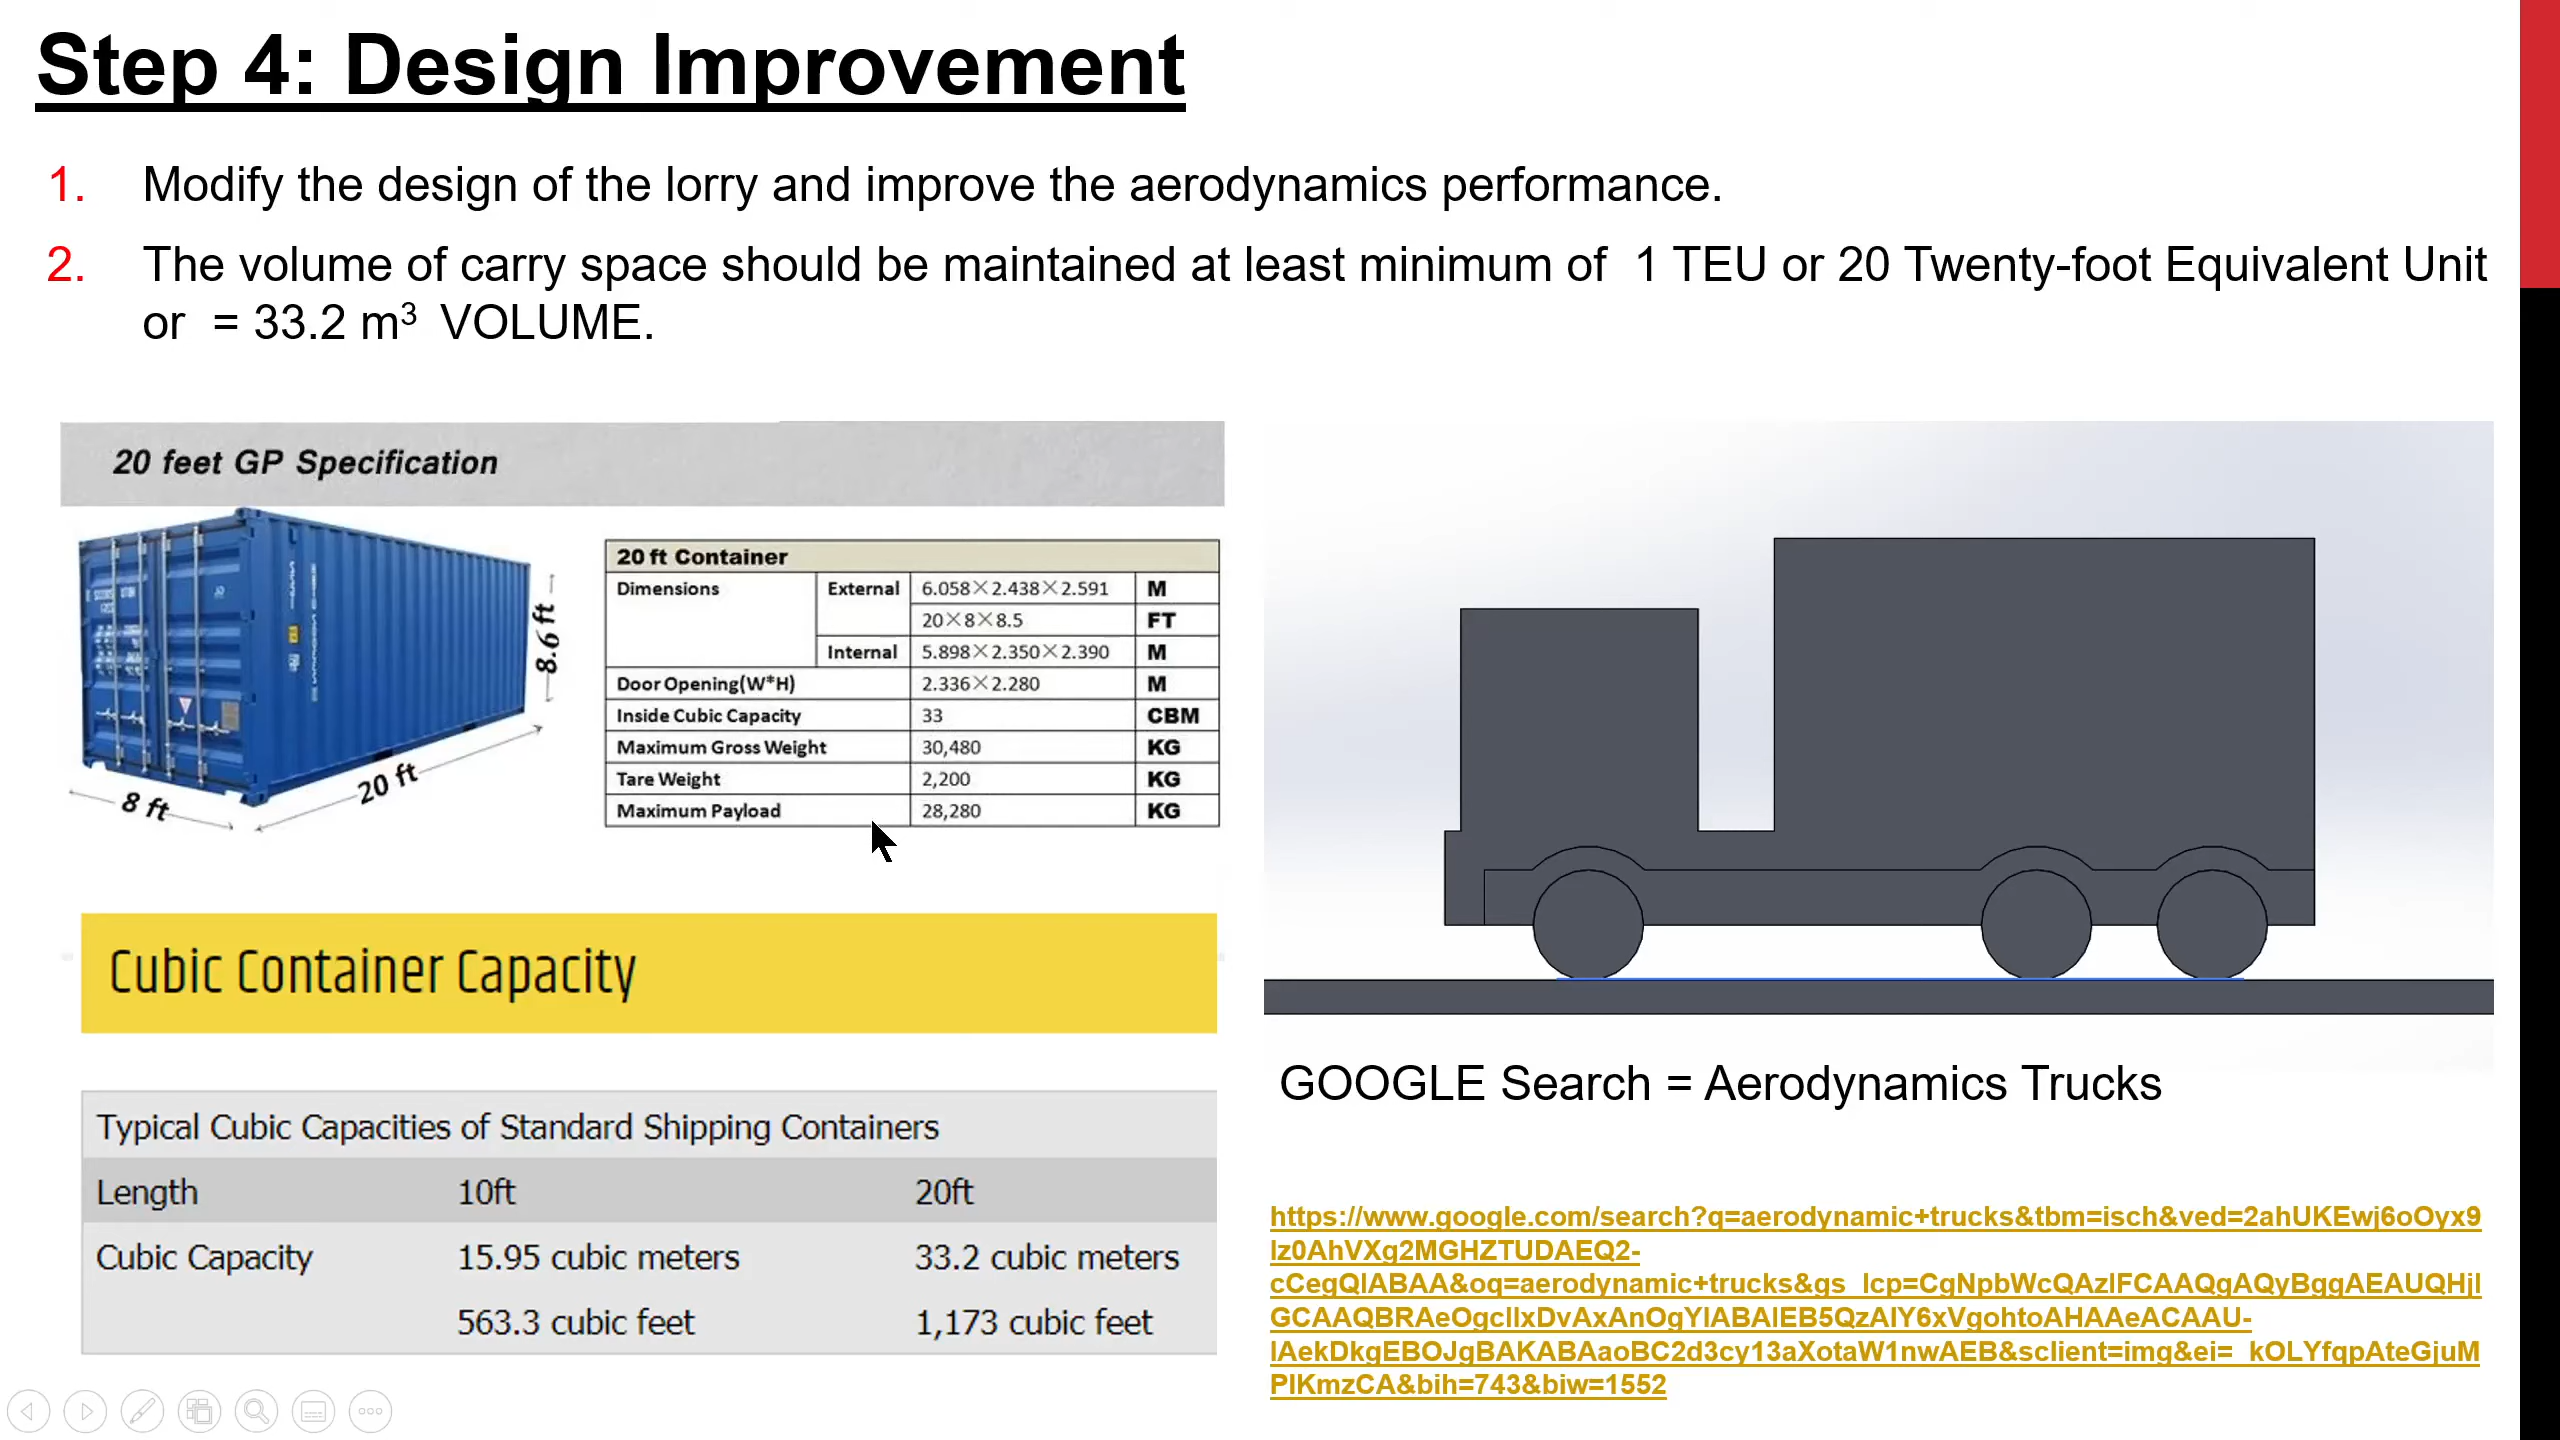 Step 4: Design Improvement
1. Modify the design of the lorry and improve the aerodynamics performance.
2. The volume of carry space should be maintained at least minimum of 1 TEU or 20 Twenty-foot Equivalent Unit
or = 33.2 m³ VOLUME.
20 feet GP Specification
8.6 ft
20 ft
8 ft
20 ft Container
Dimensions External 6.058×2.438×2.591 M
20×8×8.5 FT
Internal 5.898×2.350×2.390 M
Door Opening(W*H) 2.336×2.280 M
Inside Cubic Capacity 33 CBM
Maximum Gross Weight 30,480 KG
Tare Weight 2,200 KG
Maximum Payload 28,280 KG
Cubic Container Capacity
Typical Cubic Capacities of Standard Shipping Containers
Length 10ft 20ft
Cubic Capacity 15.95 cubic meters 33.2 cubic meters
563.3 cubic feet 1,173 cubic feet
GOOGLE Search = Aerodynamics Trucks
https://www.google.com/search?q=aerodynamic+trucks&tbm=isch&ved=2ahUKEwj6oOyx9
Iz0AhVXg2MGHZTUDAEQ2-
cCegQIABAA&oq=aerodynamic+trucks&gs_lcp=CgNpbWcQAzIFCAAQgAQyBggAEAUQHjI
GCAAQBRAeOgcIIxDvAxAnOgYIABAIEB5QzAlY6xVgohtoAHAAeACAAU-
IAekDkgEBOJgBAKABAaoBC2d3cy13aXotaW1nwAEB&sclient=img&ei=_kOLYfqpAteGjuM
PlKmzCA&bih=743&biw=1552